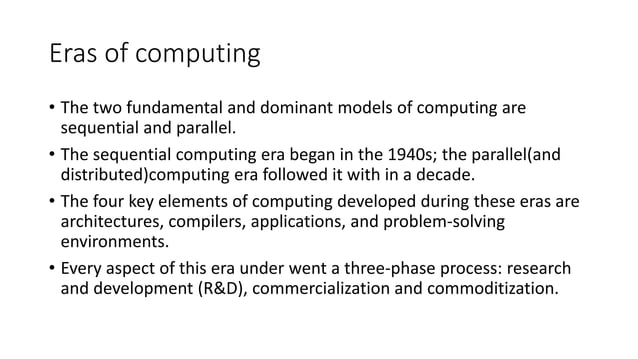 Eras of computing
• The two fundamental and dominant models of computing are
sequential and parallel.
• The sequential computing era began in the 1940s; the parallel(and
distributed)computing era followed it with in a decade.
• The four key elements of computing developed during these eras are
architectures, compilers, applications, and problem-solving
environments.
• Every aspect of this era under went a three-phase process: research
and development (R&D), commercialization and commoditization.